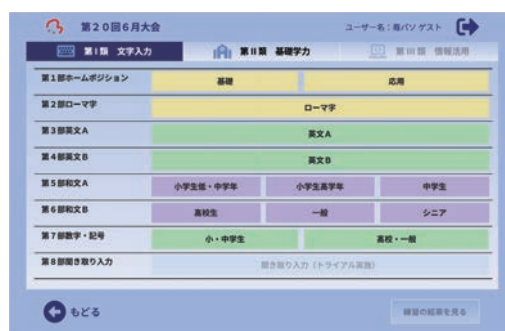 第20回6月大会
ユーザー名：毎パソ ゲスト
第Ⅰ類 文字入力
第Ⅱ類 基礎学力
第Ⅲ類 情報活用
第1部ホームポジション 基礎 応用
第2部ローマ字 ローマ字
第3部英文A 英文A
第4部英文B 英文B
第5部和文A 小学生低・中学年 小学生高学年 中学生
第6部和文B 高校生 一般 シニア
第7部数字・記号 小・中学生 高校・一般
第8部聞き取り入力 聞き取り入力（トライアル実施）
もどる
練習の結果を見る